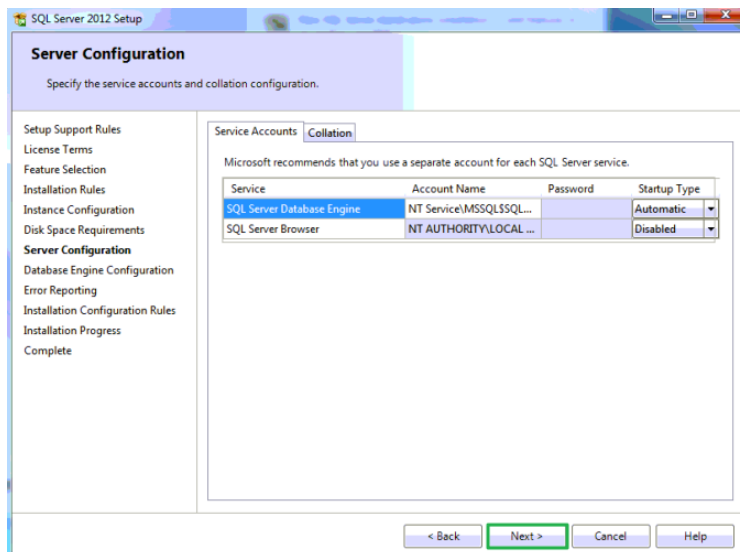 SQL Server 2012 Setup
Server Configuration
Specify the service accounts and collation configuration.
Setup Support Rules
License Terms
Feature Selection
Installation Rules
Instance Configuration
Disk Space Requirements
Server Configuration
Database Engine Configuration
Error Reporting
Installation Configuration Rules
Installation Progress
Complete
Service Accounts Collation
Microsoft recommends that you use a separate account for each SQL Server service.
Service Account Name Password Startup Type
SQL Server Database Engine NT Service\MSSQL$SQL... Automatic
SQL Server Browser NT AUTHORITY\LOCAL ... Disabled
< Back Next > Cancel Help